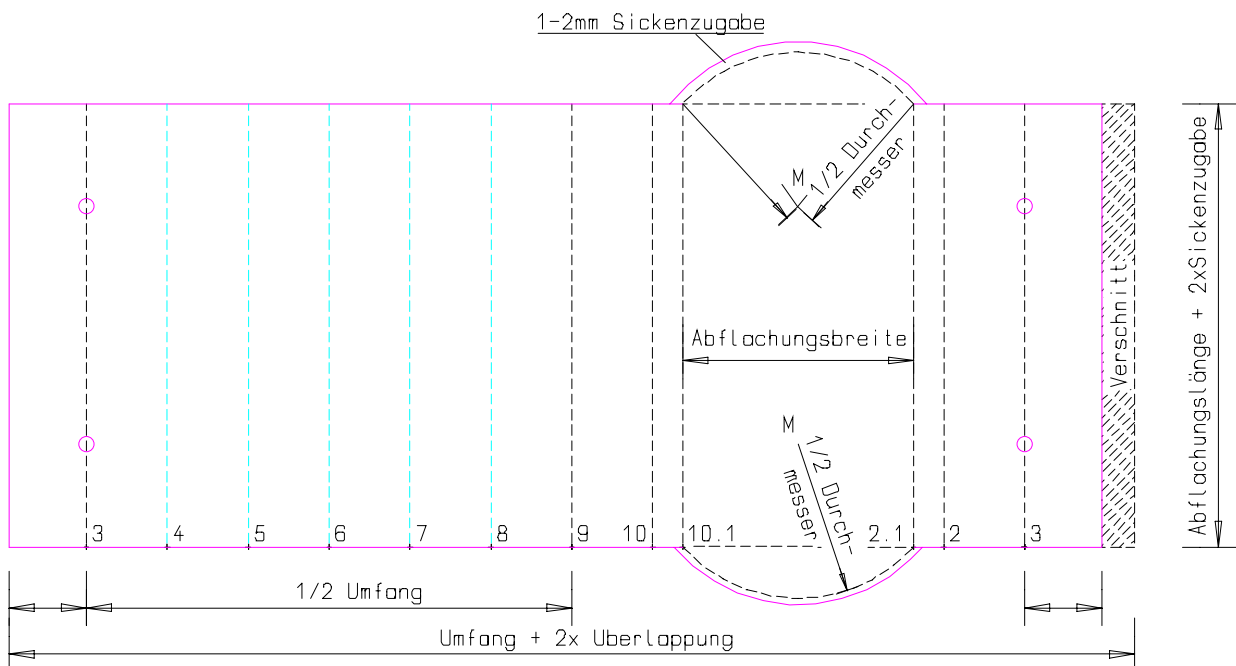 1-2mm Sickenzugabe
1/2 Durch-
messer
M
Abflachungsbreite
M
1/2 Durch-
messer
Verschnitt
Abflachungslänge + 2xSickenzugabe
3 4 5 6 7 8 9 10 10.1 2.1 2 3
1/2 Umfang
Umfang + 2x Uberlappung